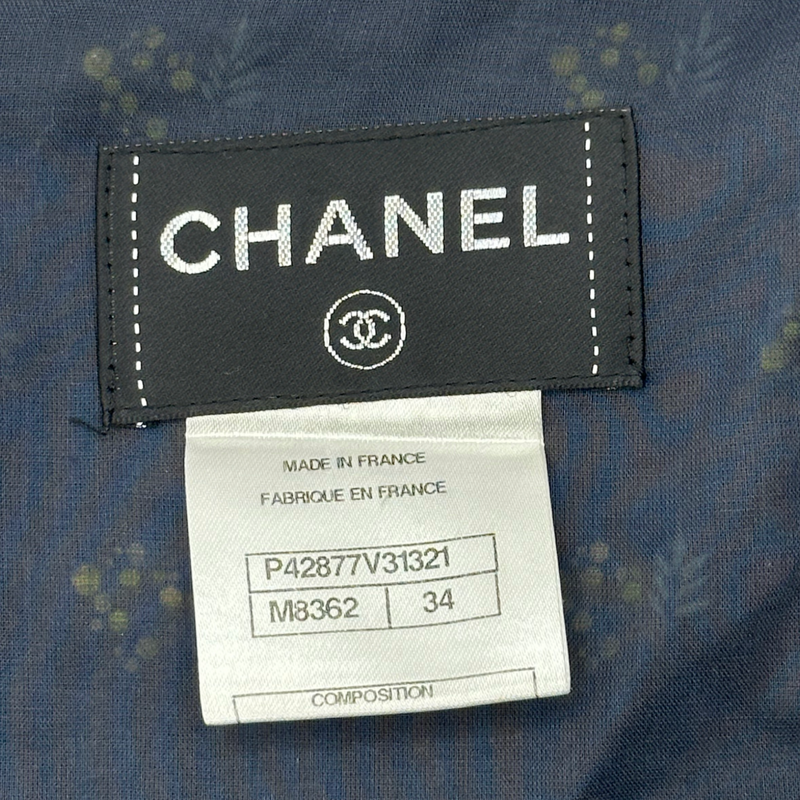 CHANEL
MADE IN FRANCE
FABRIQUE EN FRANCE
P42877V31321
M8362 34
COMPOSITION